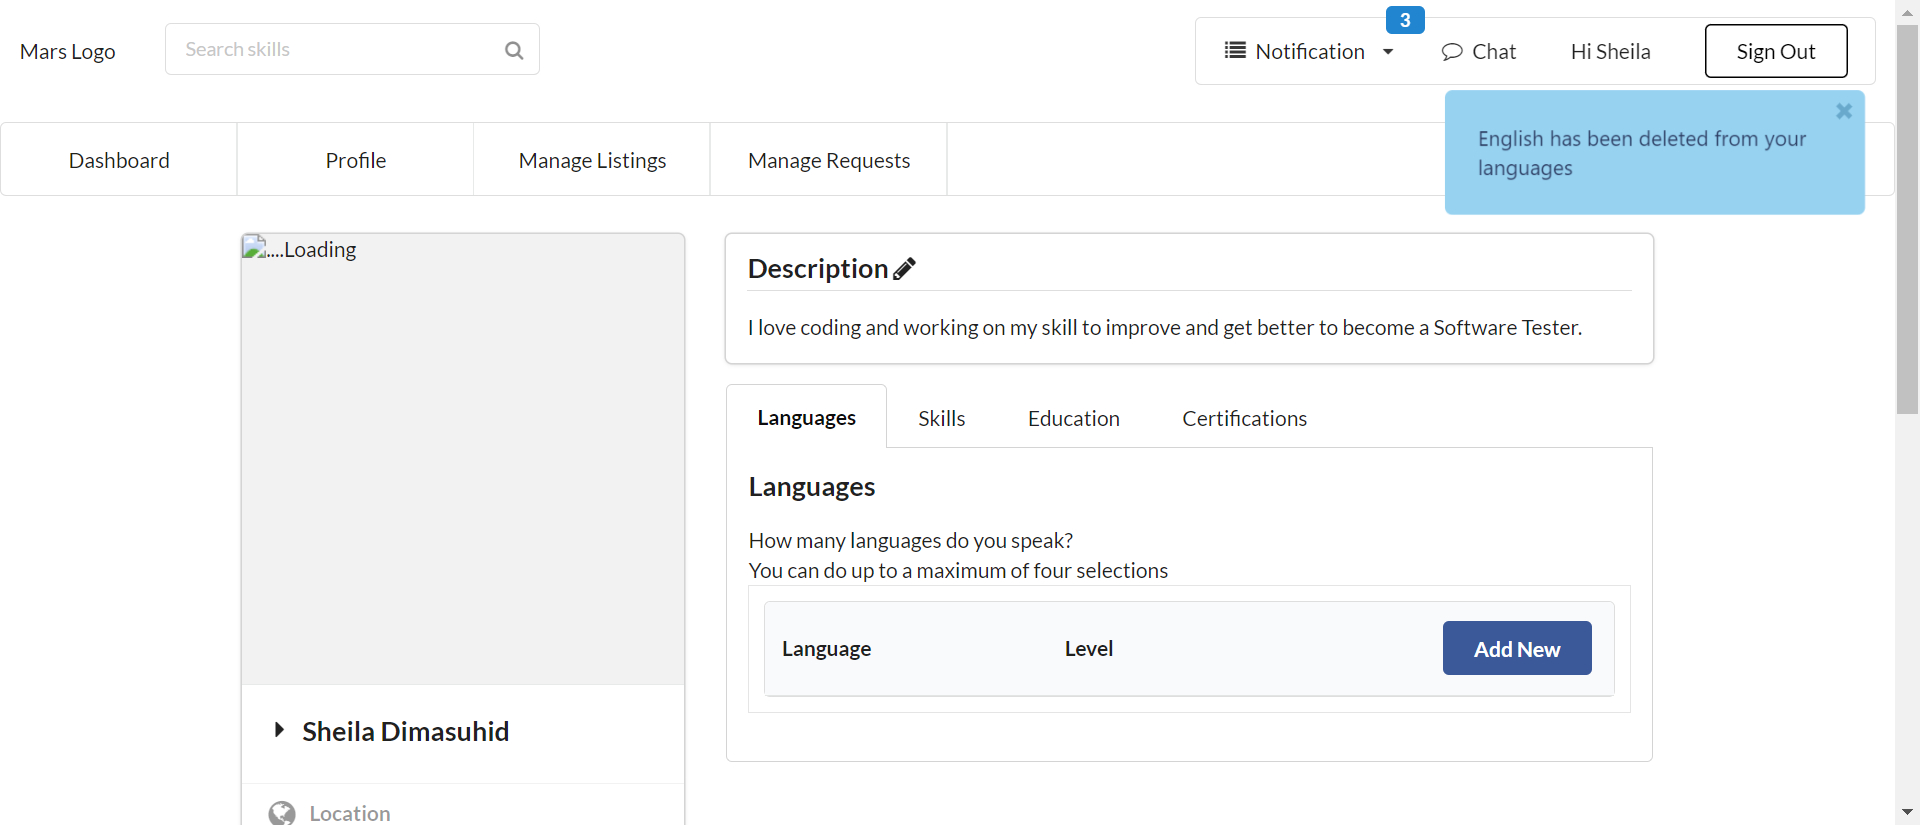 Mars Logo
Search skills
3
Notification
Chat
Hi Sheila
Sign Out
English has been deleted from your
languages
Dashboard
Profile
Manage Listings
Manage Requests
....Loading
Description
I love coding and working on my skill to improve and get better to become a Software Tester.
Languages
Skills
Education
Certifications
Languages
How many languages do you speak?
You can do up to a maximum of four selections
Language
Level
Add New
Sheila Dimasuhid
Location